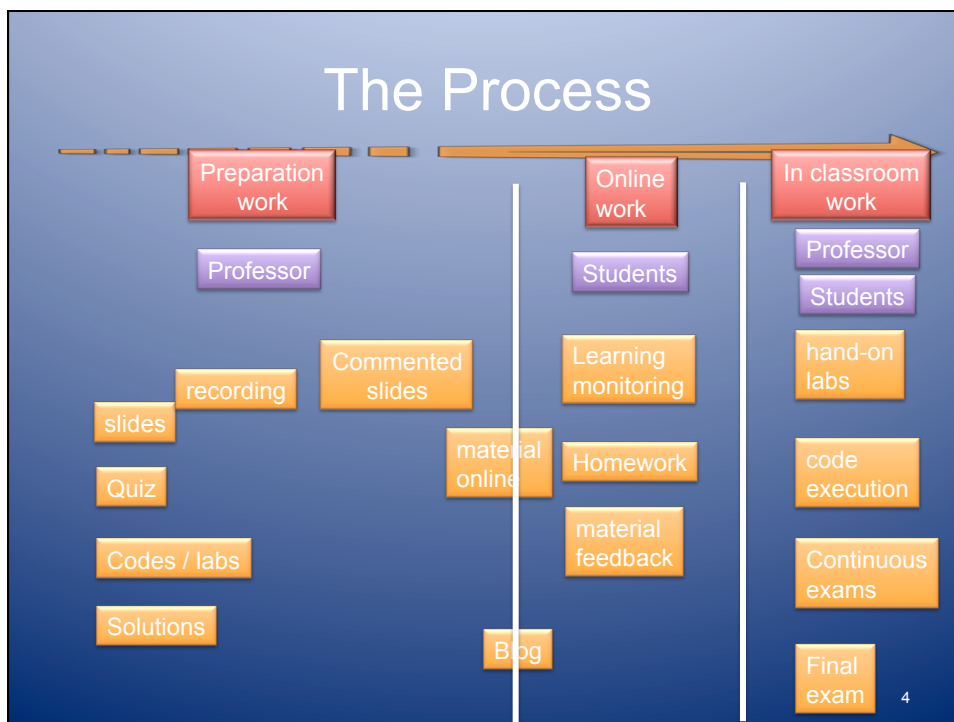 The Process
Preparation
work
Professor
Commented
slides
recording
slides
Quiz
Codes / labs
Solutions
material
online
Blog
Online
work
Students
Learning
monitoring
Homework
material
feedback
In classroom
work
Professor
Students
hand-on
labs
code
execution
Continuous
exams
Final
exam
4